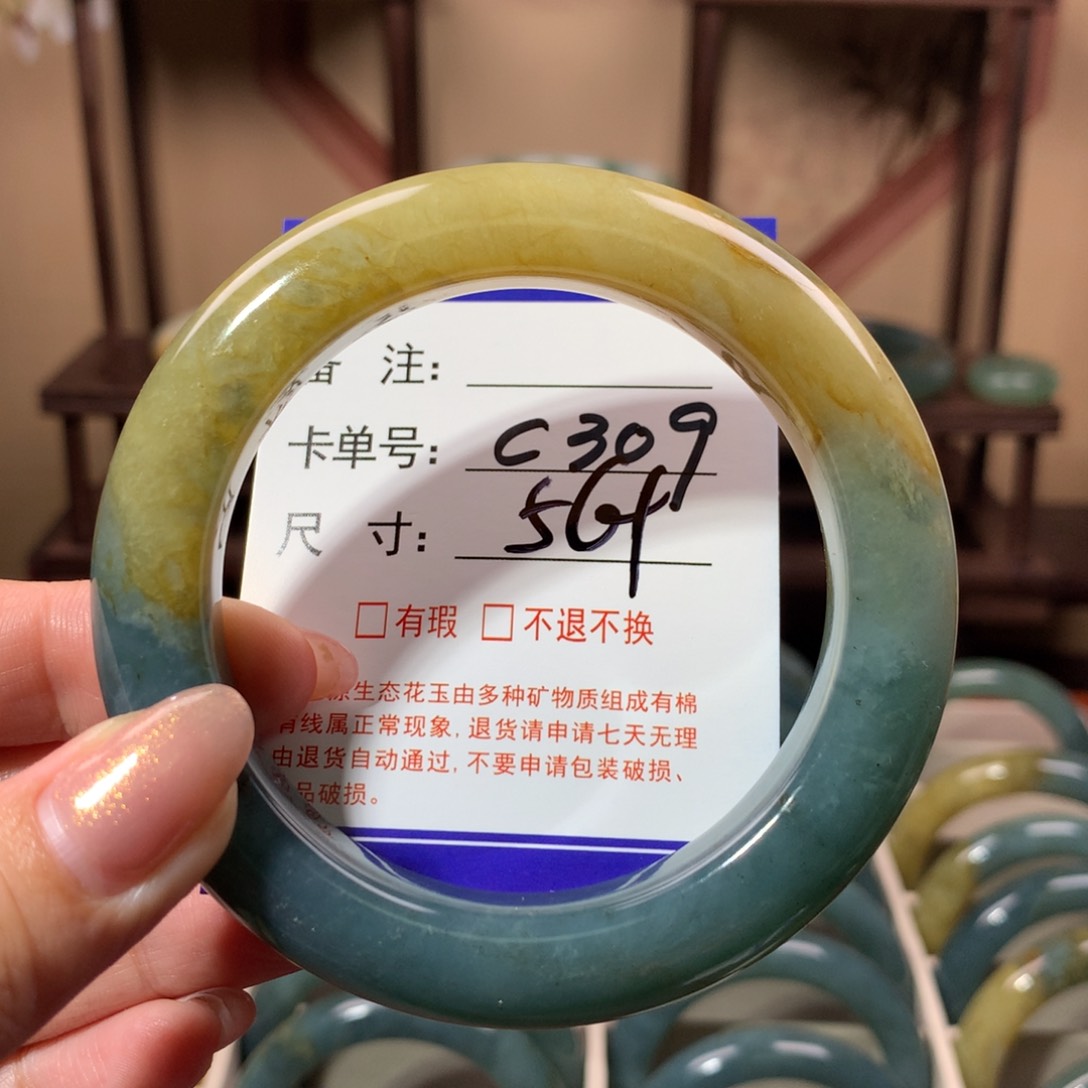 备 注:
卡单号: C309
尺 寸: 564
□有瑕 □不退不换
原生态花玉由多种矿物质组成有棉
有线属正常现象, 退货请申请七天无理
由退货自动通过, 不要申请包装破损、
品破损。